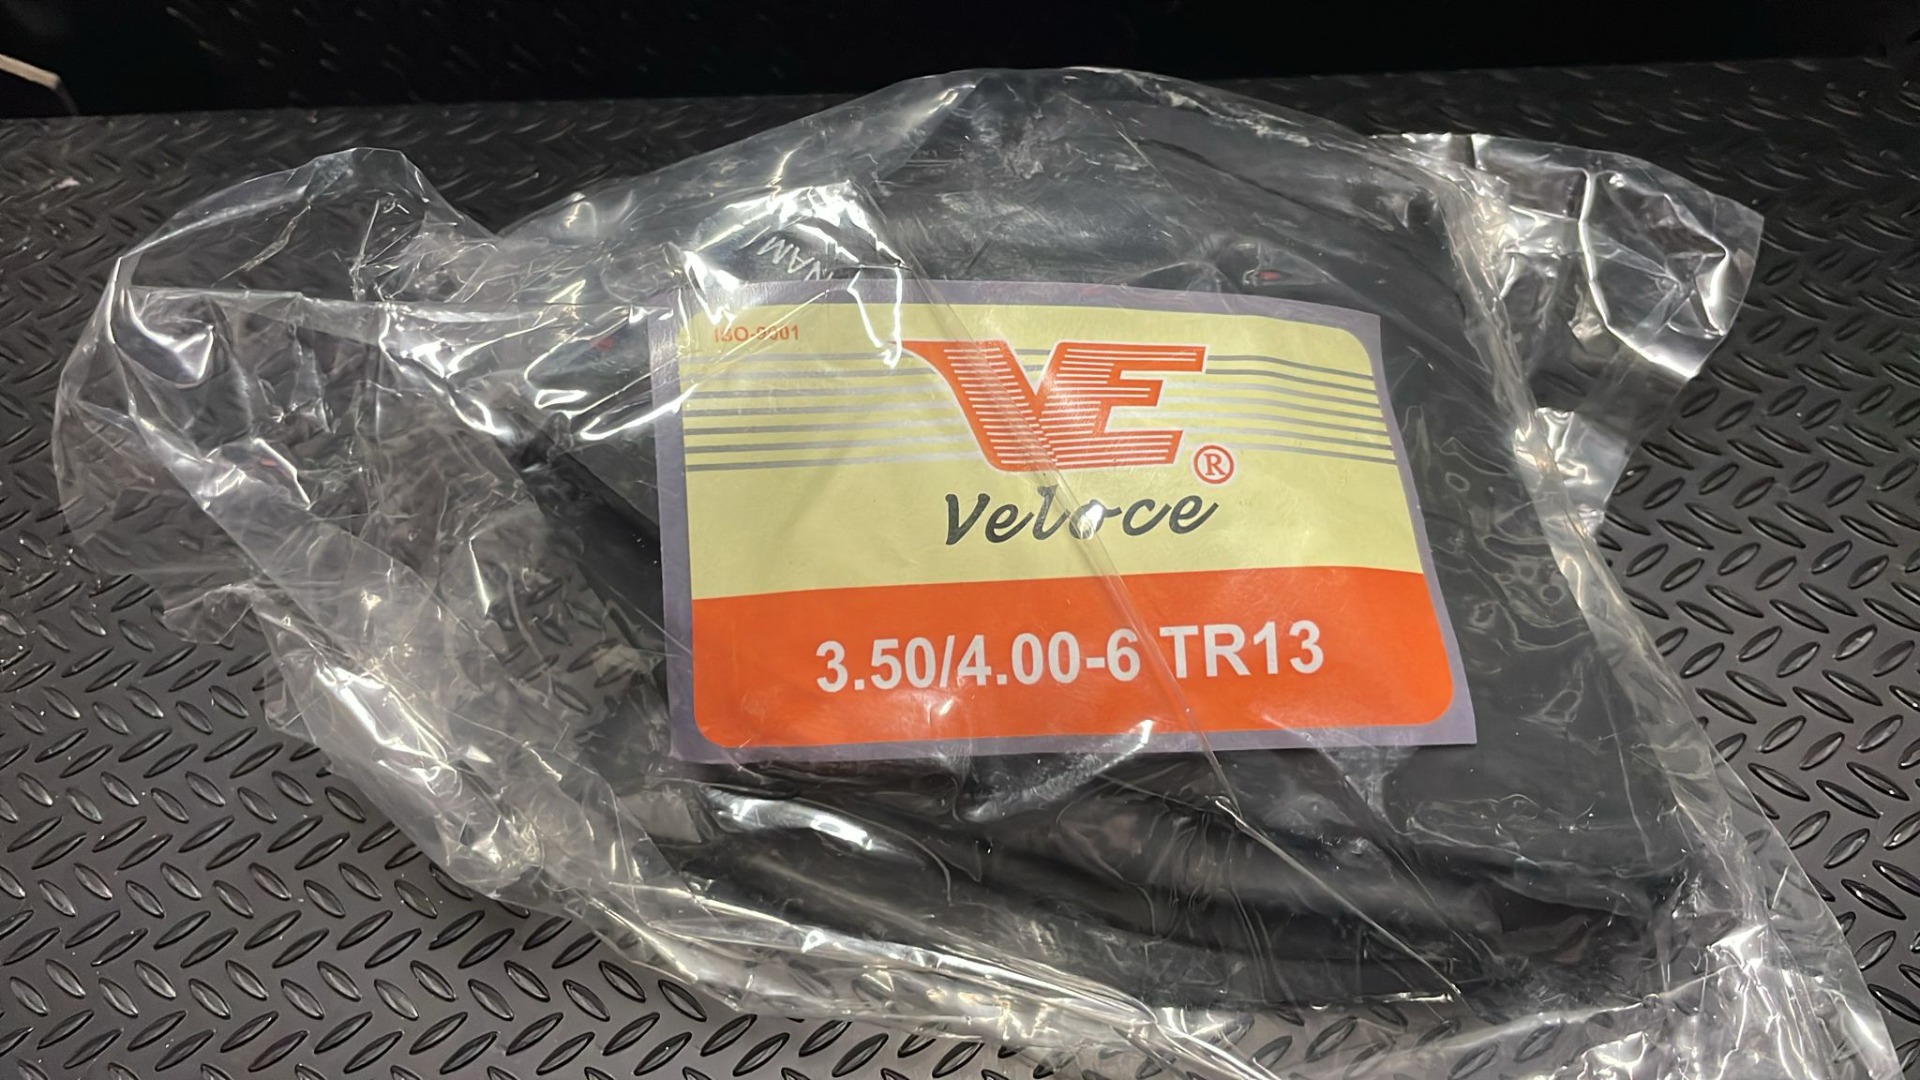 ISO-9001
VE®
Veloce
3.50/4.00-6 TR13